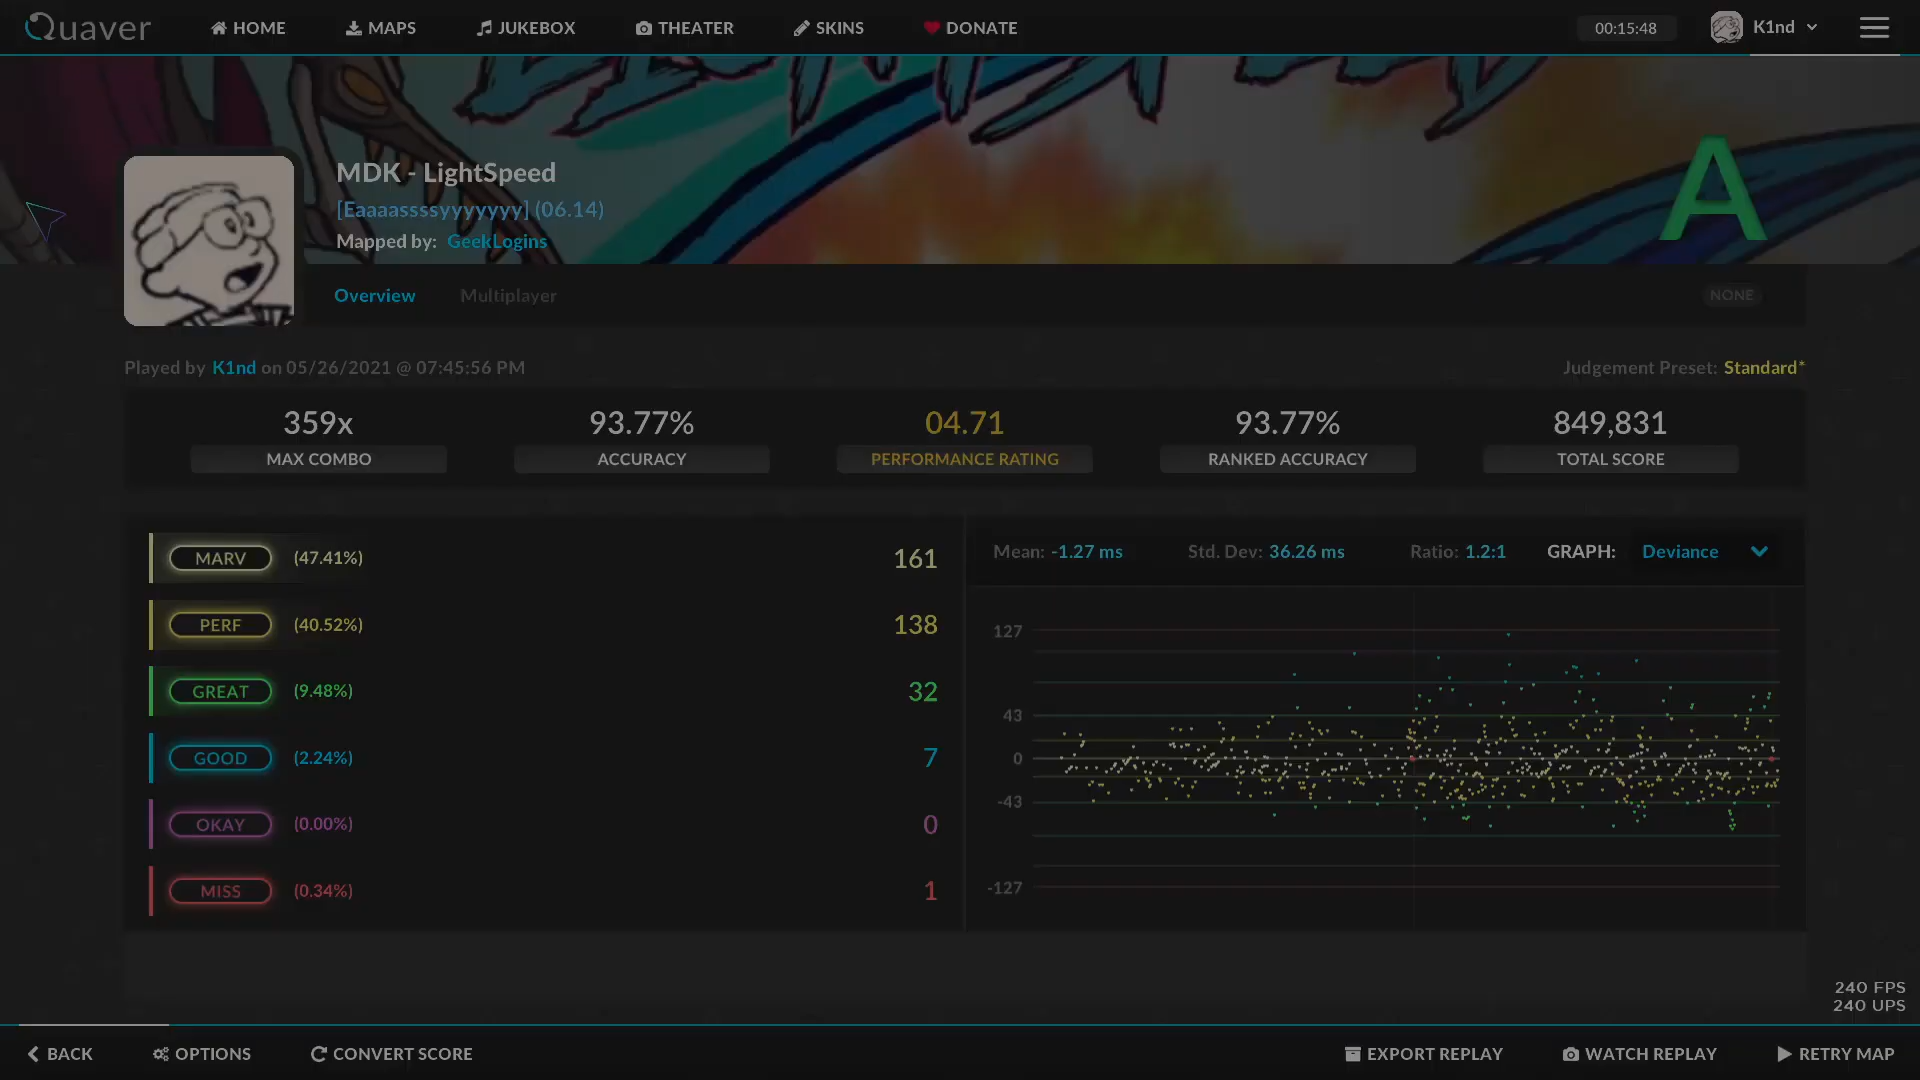 Quaver
HOME
MAPS
JUKEBOX
THEATER
SKINS
DONATE
00:15:48
K1nd
MDK - LightSpeed
[Eaaaassssyyyyyyy] (06.14)
Mapped by: GeekLogins
A
Overview
Multiplayer
NONE
Played by K1nd on 05/26/2021 @ 07:45:56 PM
Judgement Preset: Standard*
359x
MAX COMBO
93.77%
ACCURACY
04.71
PERFORMANCE RATING
93.77%
RANKED ACCURACY
849,831
TOTAL SCORE
MARV (47.41%) 161
PERF (40.52%) 138
GREAT (9.48%) 32
GOOD (2.24%) 7
OKAY (0.00%) 0
MISS (0.34%) 1
Mean: -1.27 ms
Std. Dev: 36.26 ms
Ratio: 1.2:1
GRAPH: Deviance
127
43
0
-43
-127
240 FPS
240 UPS
BACK
OPTIONS
CONVERT SCORE
EXPORT REPLAY
WATCH REPLAY
RETRY MAP